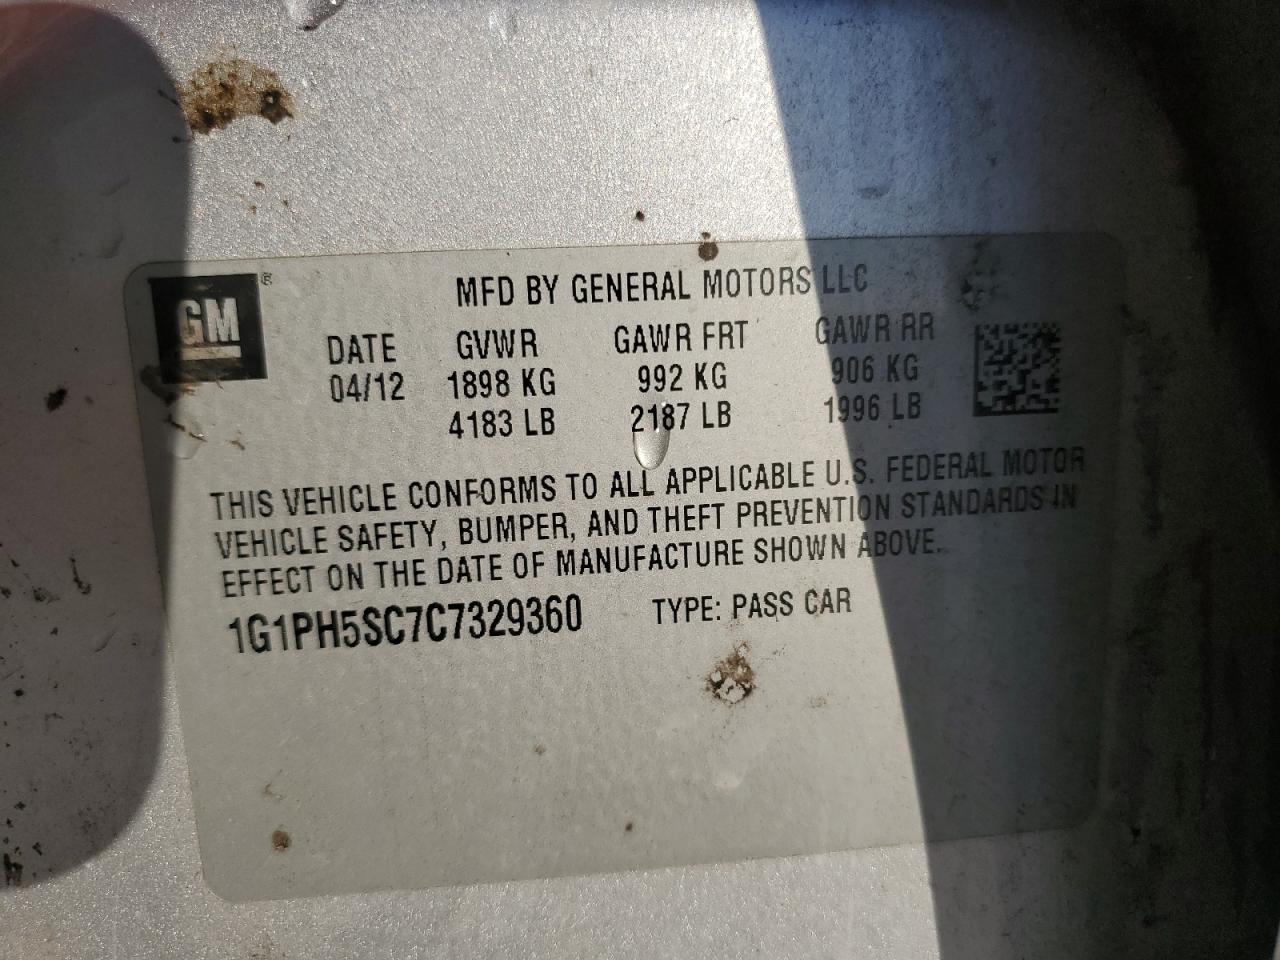 GM ®
MFD BY GENERAL MOTORS LLC
DATE GVWR GAWR FRT GAWR RR
04/12 1898 KG 992 KG 906 KG
4183 LB 2187 LB 1996 LB
THIS VEHICLE CONFORMS TO ALL APPLICABLE U.S. FEDERAL MOTOR
VEHICLE SAFETY, BUMPER, AND THEFT PREVENTION STANDARDS IN
EFFECT ON THE DATE OF MANUFACTURE SHOWN ABOVE.
1G1PH5SC7C7329360 TYPE: PASS CAR